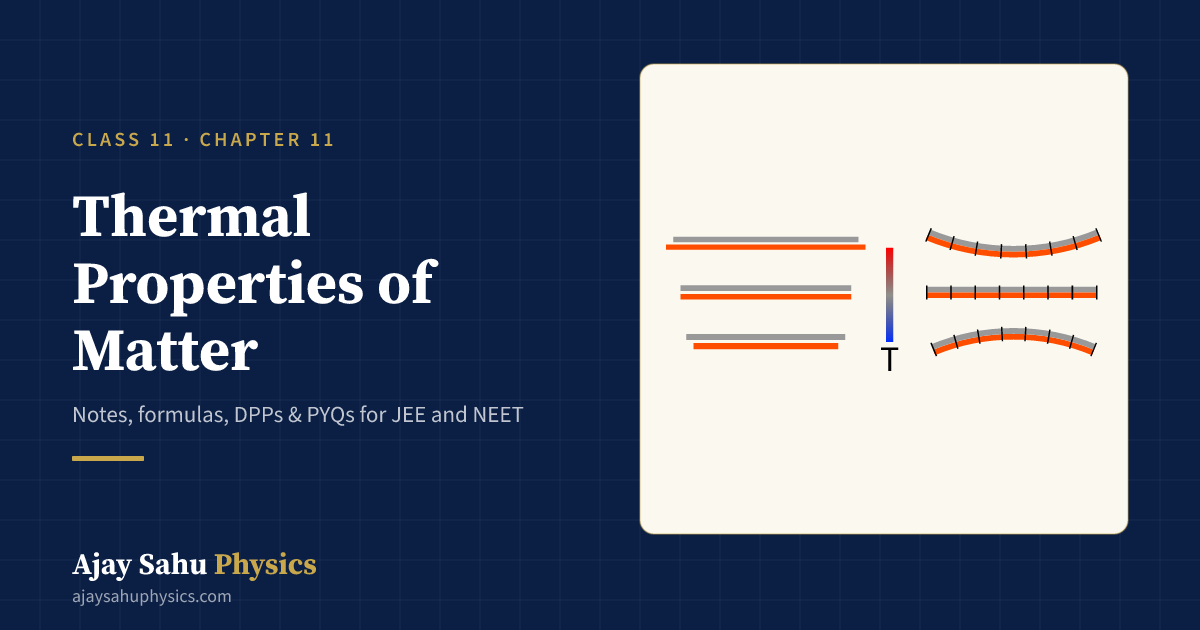 CLASS 11 · CHAPTER 11
Thermal
Properties of
Matter
Notes, formulas, DPPs & PYQs for JEE and NEET
Ajay Sahu Physics
ajaysahuphysics.com
T